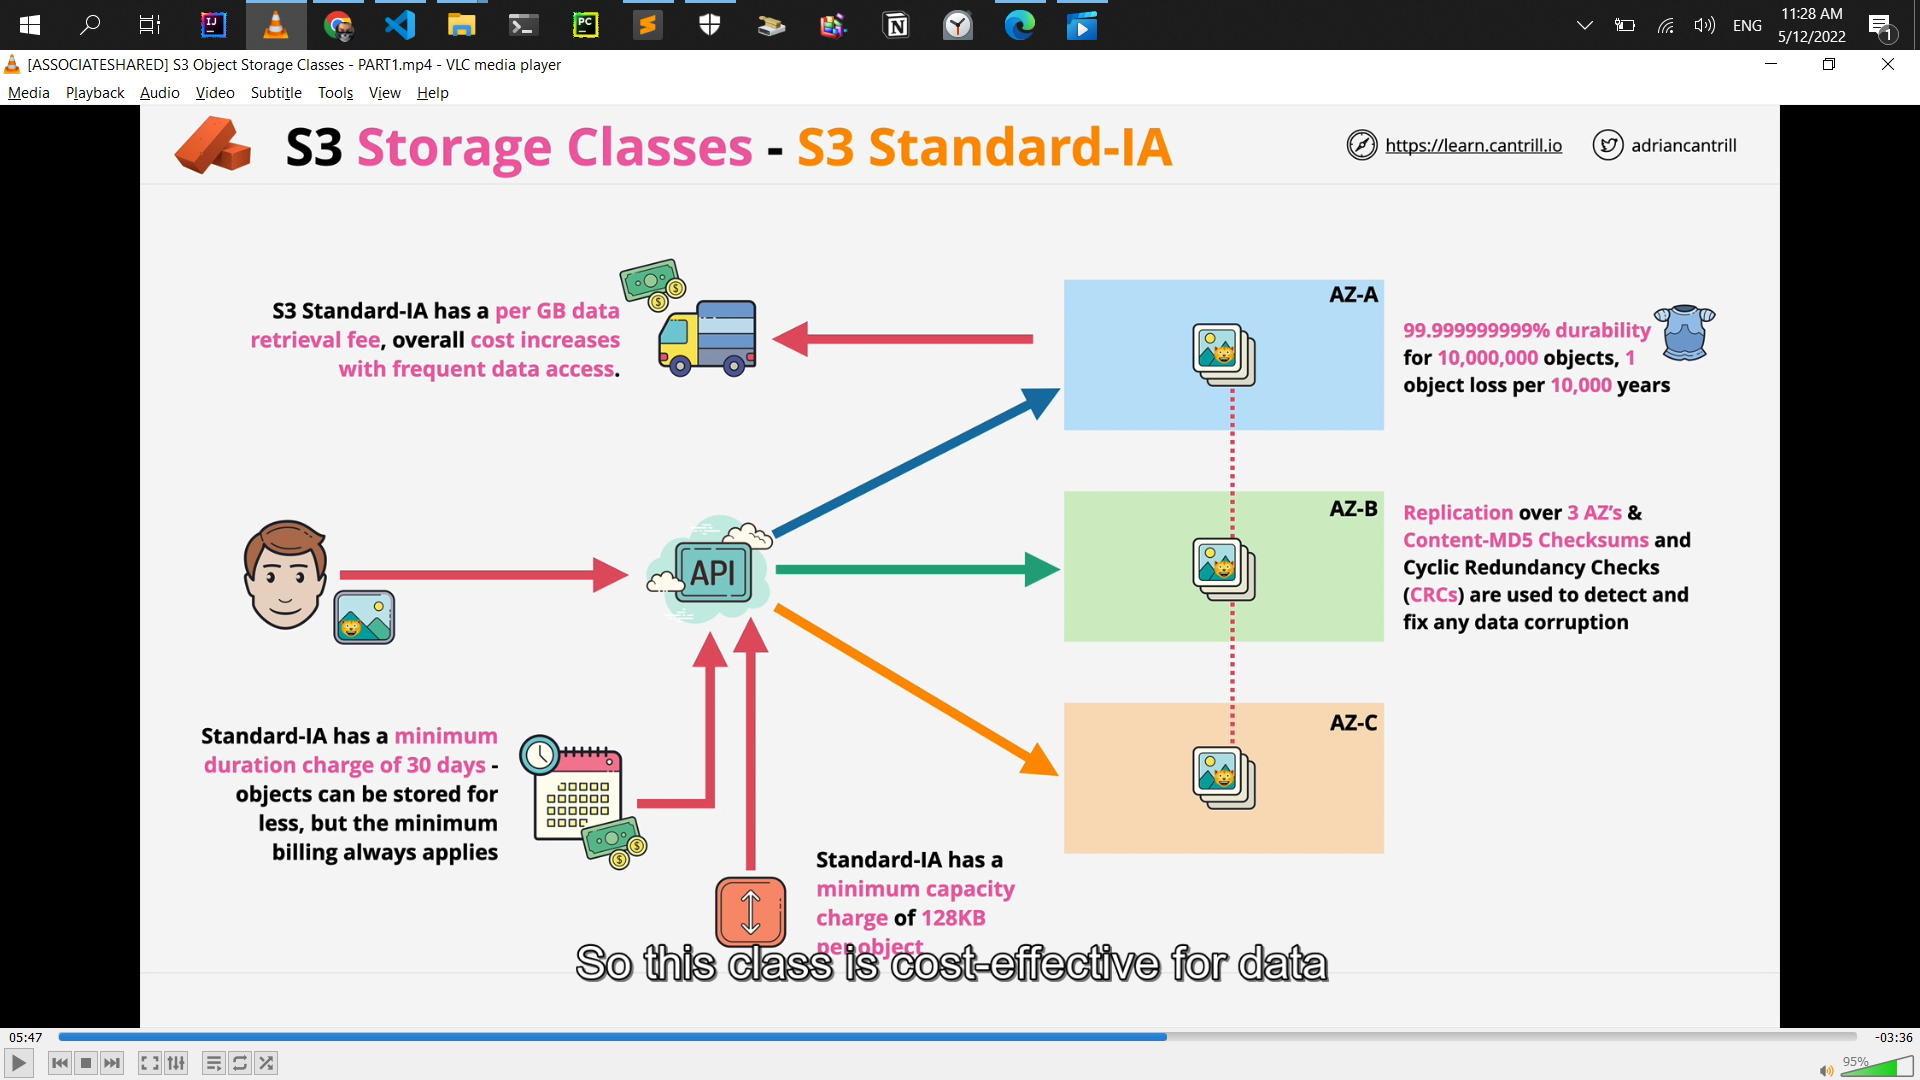 IJ
PC
ENG
11:28 AM
5/12/2022
1
[ASSOCIATESHARED] S3 Object Storage Classes - PART1.mp4 - VLC media player
Media Playback Audio Video Subtitle Tools View Help
S3 Storage Classes - S3 Standard-IA
https://learn.cantrill.io
adriancantrill
S3 Standard-IA has a per GB data
retrieval fee, overall cost increases
with frequent data access.
AZ-A
99.999999999% durability
for 10,000,000 objects, 1
object loss per 10,000 years
API
AZ-B
Replication over 3 AZ's &
Content-MD5 Checksums and
Cyclic Redundancy Checks
(CRCs) are used to detect and
fix any data corruption
AZ-C
Standard-IA has a minimum
duration charge of 30 days -
objects can be stored for
less, but the minimum
billing always applies
Standard-IA has a
minimum capacity
charge of 128KB
per object
So this class is cost-effective for data
05:47
-03:36
95%